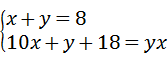 x + y = 8
10x + y + 18 = yx